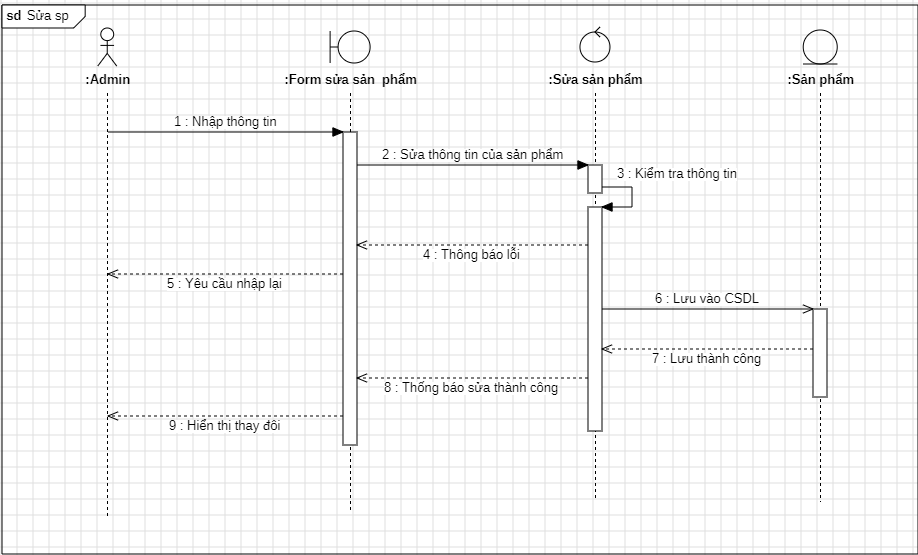 sd Sửa sp
:Admin
:Form sửa sản phẩm
:Sửa sản phẩm
:Sản phẩm
1 : Nhập thông tin
2 : Sửa thông tin của sản phẩm
3 : Kiểm tra thông tin
4 : Thông báo lỗi
5 : Yêu cầu nhập lại
6 : Lưu vào CSDL
7 : Lưu thành công
8 : Thống báo sửa thành công
9 : Hiển thị thay đôi